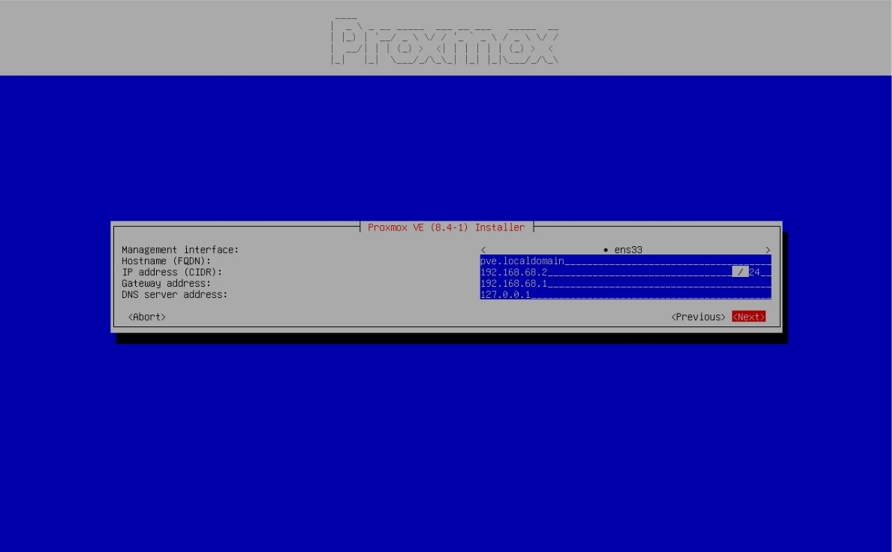 Proxmox
Proxmox VE (8.4-1) Installer
Management interface: < • ens33 >
Hostname (FQDN): pve.localdomain
IP address (CIDR): 192.168.68.2 / 24
Gateway address: 192.168.68.1
DNS server address: 127.0.0.1
<Abort> <Previous> <Next>